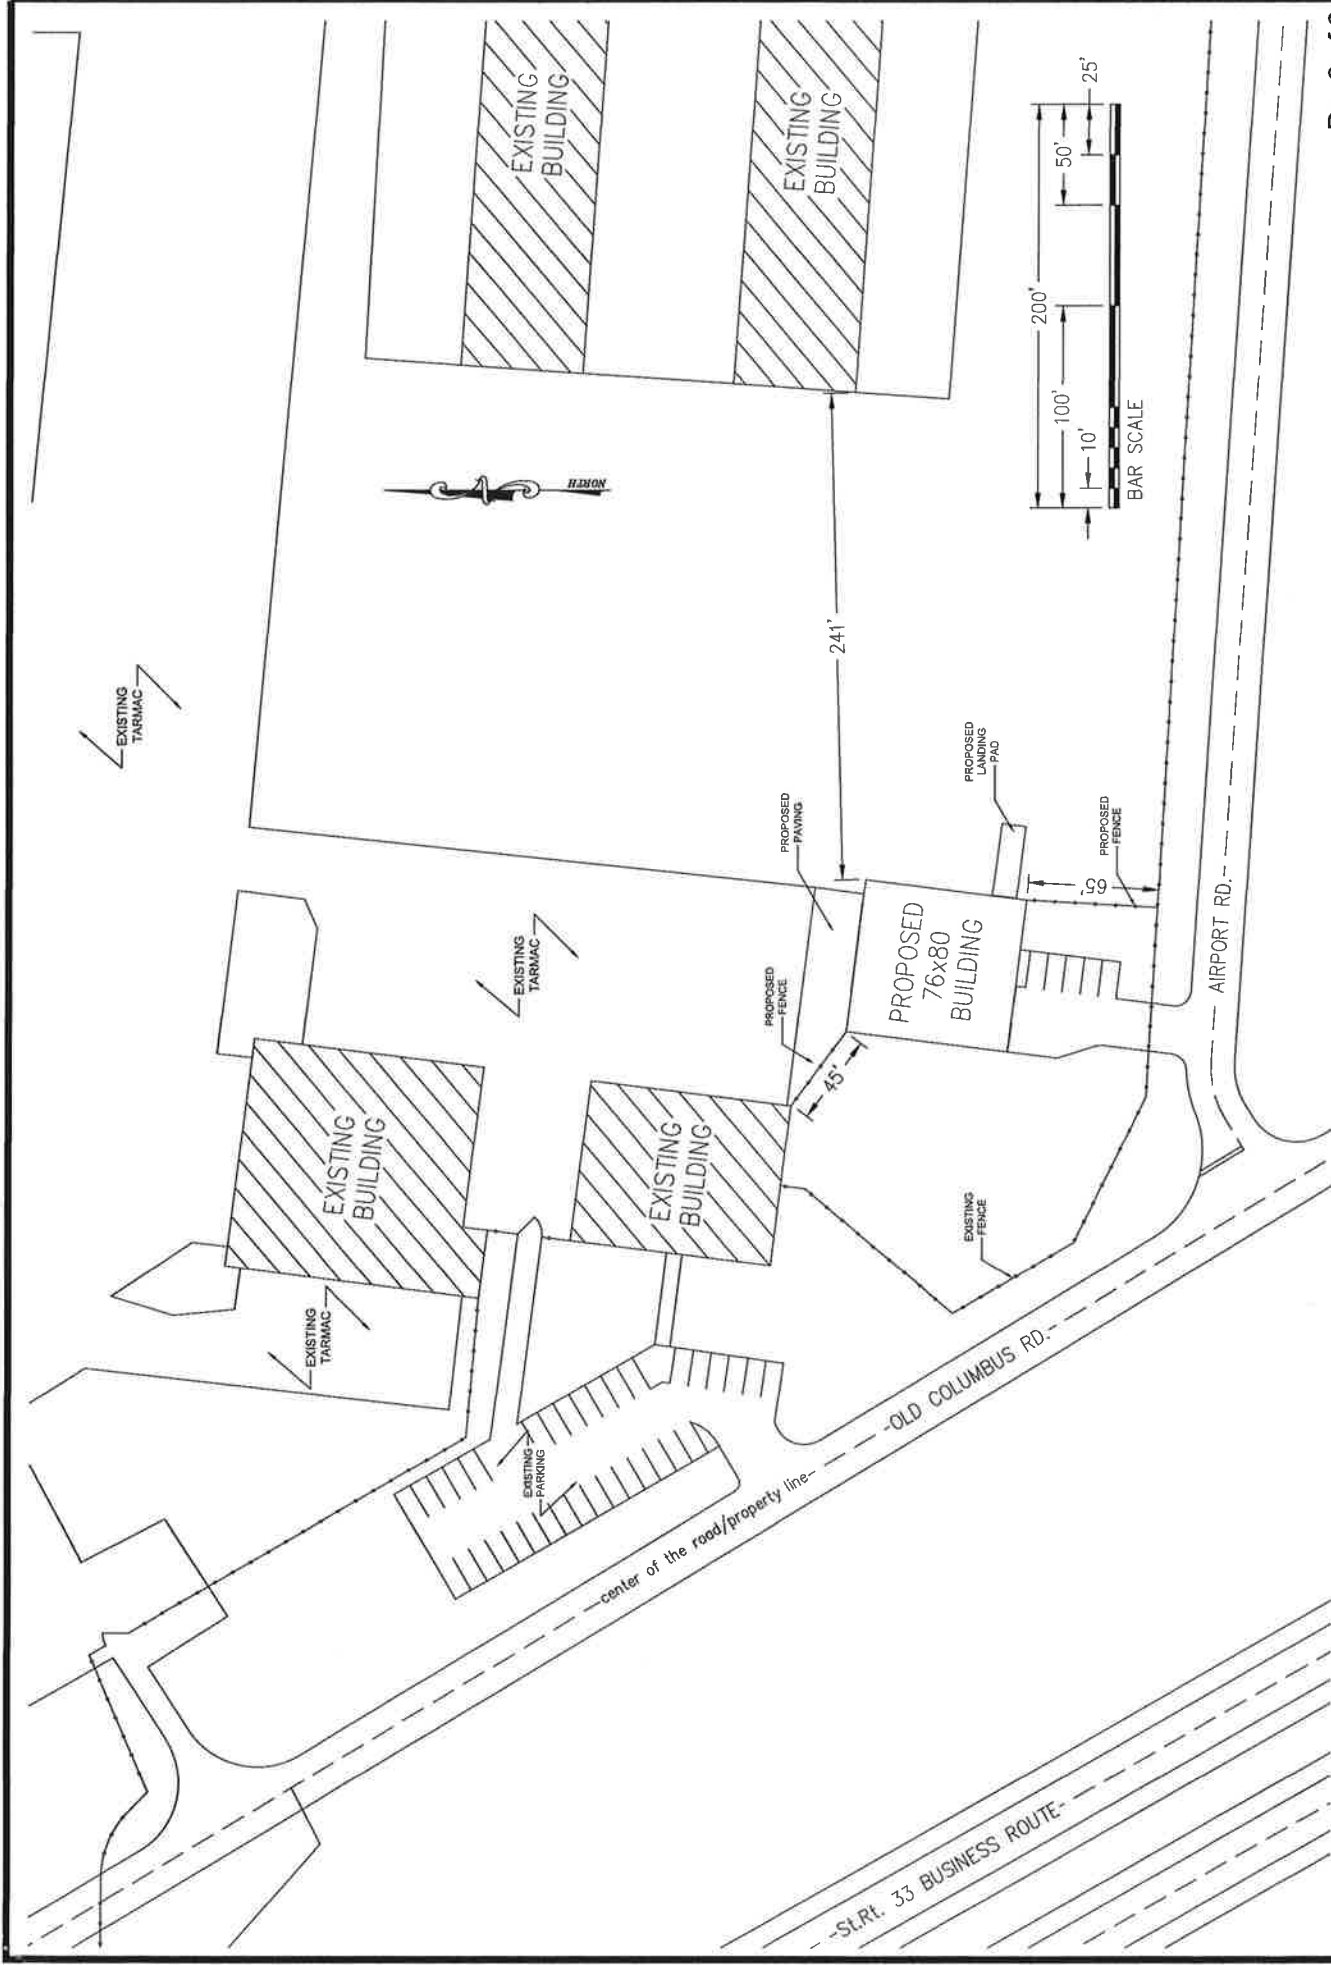 EXISTING
BUILDING
EXISTING
BUILDING
25'
50'
200'
100'
10'
BAR SCALE
NORTH
241'
EXISTING
TARMAC
PROPOSED
LANDING
PAD
PROPOSED
PAVING
PROPOSED
FENCE
65'
EXISTING
TARMAC
PROPOSED
FENCE
PROPOSED
76x80
BUILDING
45'
AIRPORT RD.
EXISTING
BUILDING
EXISTING
BUILDING
EXISTING
FENCE
EXISTING
TARMAC
EXISTING
PARKING
OLD COLUMBUS RD.
center of the road/property line
St.Rt. 33 BUSINESS ROUTE